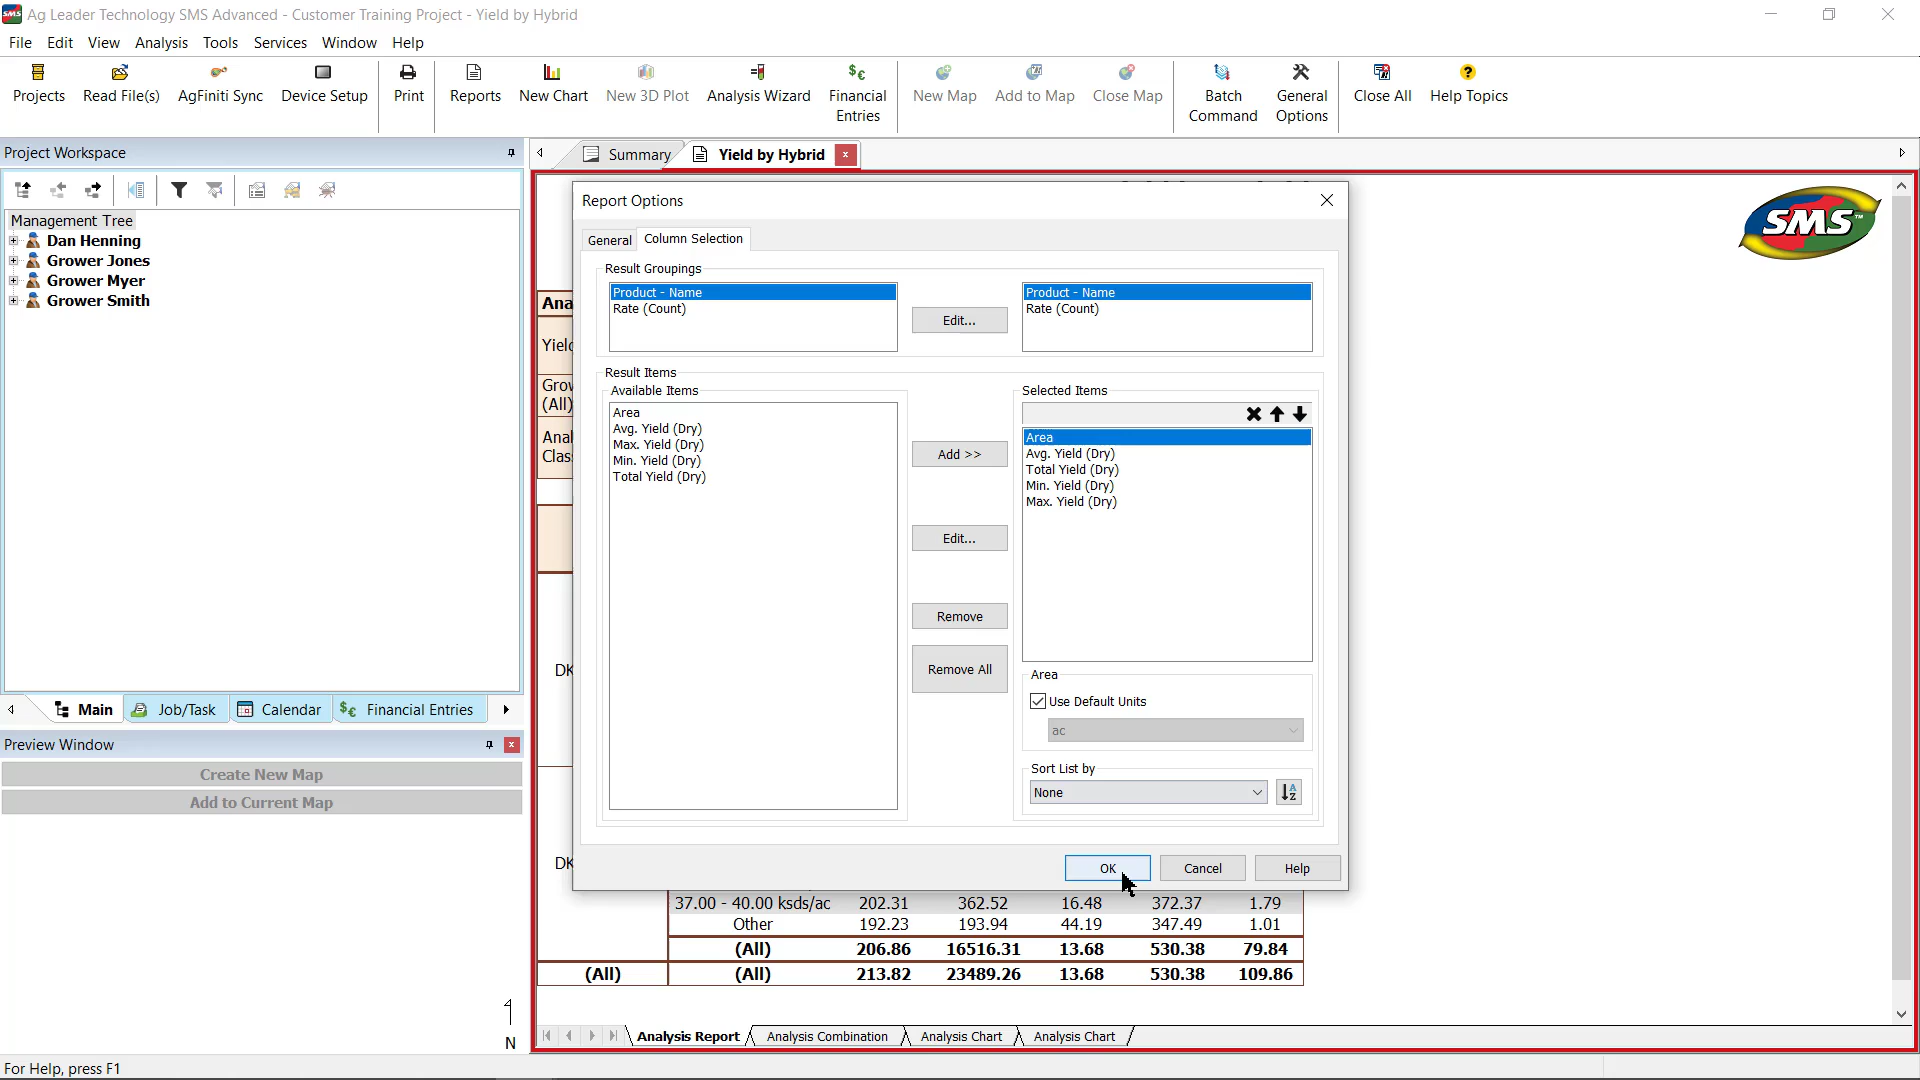 SMS Ag Leader Technology SMS Advanced - Customer Training Project - Yield by Hybrid
File Edit View Analysis Tools Services Window Help
Projects Read File(s) AgFiniti Sync Device Setup Print Reports New Chart New 3D Plot Analysis Wizard Financial Entries New Map Add to Map Close Map Batch Command General Options Close All Help Topics
Project Workspace
Management Tree
Dan Henning
Grower Jones
Grower Myer
Grower Smith
Main Job/Task Calendar Financial Entries
Preview Window
Create New Map
Add to Current Map
N
Summary Yield by Hybrid
SMS™
Report Options
General Column Selection
Result Groupings
Product - Name
Rate (Count)
Edit...
Product - Name
Rate (Count)
Result Items
Available Items
Area
Avg. Yield (Dry)
Max. Yield (Dry)
Min. Yield (Dry)
Total Yield (Dry)
Add >>
Edit...
Remove
Remove All
Selected Items
Area
Avg. Yield (Dry)
Total Yield (Dry)
Min. Yield (Dry)
Max. Yield (Dry)
Area
Use Default Units
ac
Sort List by
None
OK Cancel Help
(All)
DK
DK
37.00 - 40.00 ksds/ac 202.31 362.52 16.48 372.37 1.79
Other 192.23 193.94 44.19 347.49 1.01
(All) 206.86 16516.31 13.68 530.38 79.84
(All) (All) 213.82 23489.26 13.68 530.38 109.86
Analysis Report Analysis Combination Analysis Chart Analysis Chart
For Help, press F1